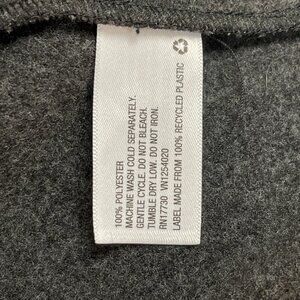 100% POLYESTER
MACHINE WASH COLD SEPARATELY.
GENTLE CYCLE. DO NOT BLEACH.
TUMBLE DRY LOW. DO NOT IRON.
RN17730 VN1254020
LABEL MADE FROM 100% RECYCLED PLASTIC